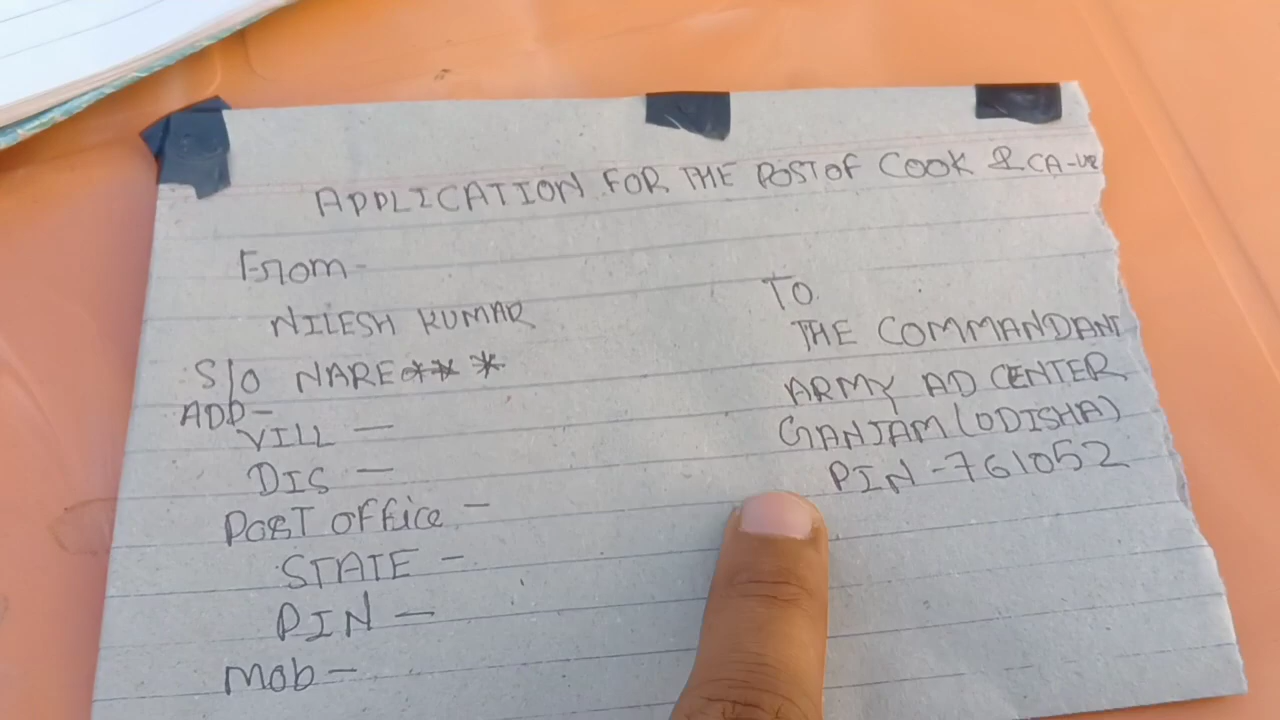 APPLICATION FOR THE POST OF COOK & CA-UR
From-
NILESH KUMAR
S/O NARE*** *
ADD-
VILL -
DIS -
POST OFFICE -
STATE -
PIN -
Mob -
TO
THE COMMANDANT
ARMY AD CENTER
GANJAM (ODISHA)
PIN - 761052